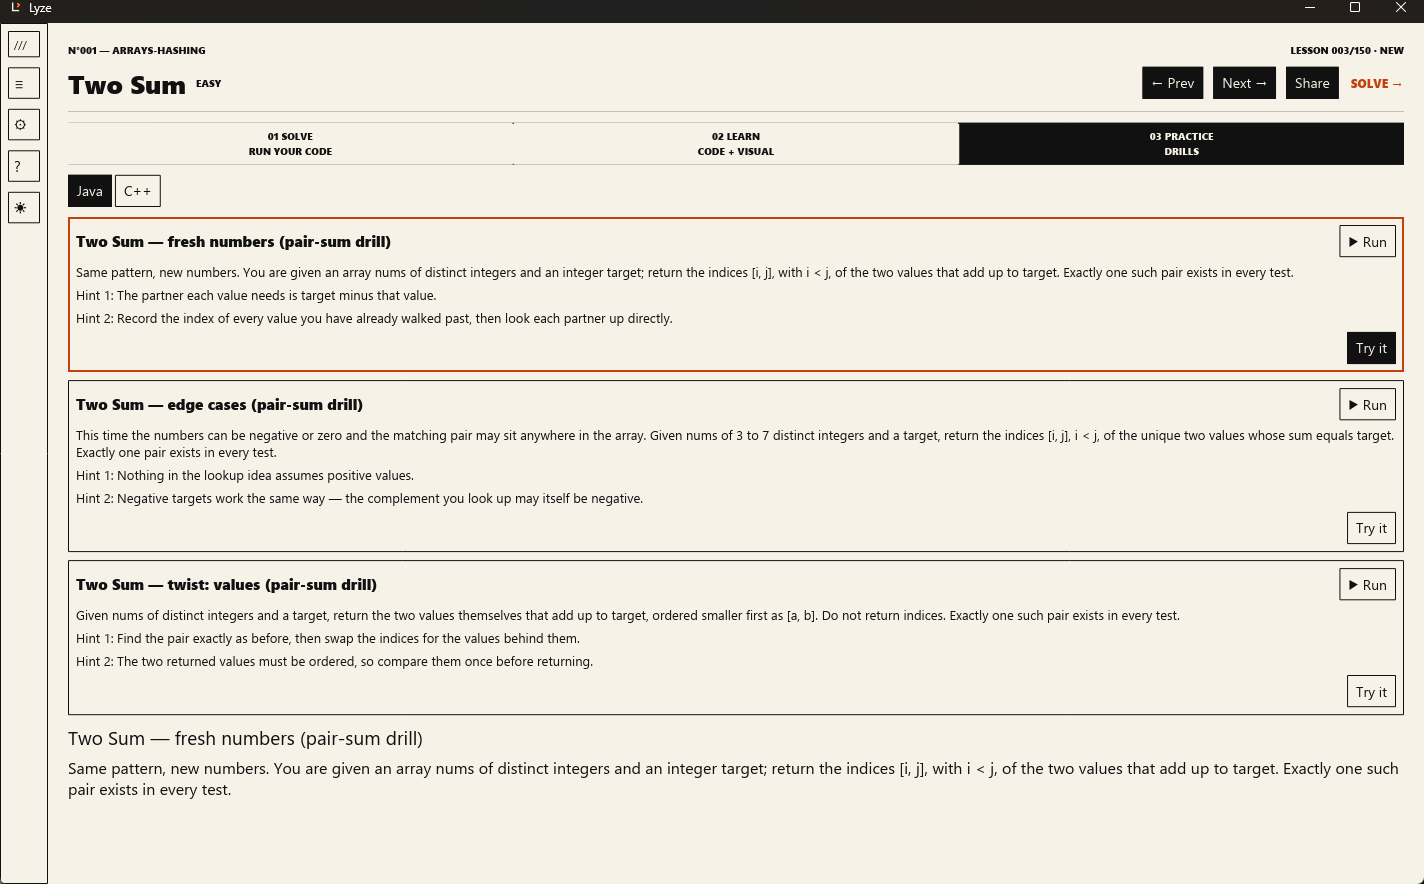 Lyze
///
☰
⚙
?
☀
N°001 — ARRAYS-HASHING
LESSON 003/150 · NEW
Two Sum EASY
← Prev
Next →
Share
SOLVE →
01 SOLVE
RUN YOUR CODE
02 LEARN
CODE + VISUAL
03 PRACTICE
DRILLS
Java
C++
Two Sum — fresh numbers (pair-sum drill)
▶ Run
Same pattern, new numbers. You are given an array nums of distinct integers and an integer target; return the indices [i, j], with i < j, of the two values that add up to target. Exactly one such pair exists in every test.
Hint 1: The partner each value needs is target minus that value.
Hint 2: Record the index of every value you have already walked past, then look each partner up directly.
Try it
Two Sum — edge cases (pair-sum drill)
▶ Run
This time the numbers can be negative or zero and the matching pair may sit anywhere in the array. Given nums of 3 to 7 distinct integers and a target, return the indices [i, j], i < j, of the unique two values whose sum equals target.
Exactly one pair exists in every test.
Hint 1: Nothing in the lookup idea assumes positive values.
Hint 2: Negative targets work the same way — the complement you look up may itself be negative.
Try it
Two Sum — twist: values (pair-sum drill)
▶ Run
Given nums of distinct integers and a target, return the two values themselves that add up to target, ordered smaller first as [a, b]. Do not return indices. Exactly one such pair exists in every test.
Hint 1: Find the pair exactly as before, then swap the indices for the values behind them.
Hint 2: The two returned values must be ordered, so compare them once before returning.
Try it
Two Sum — fresh numbers (pair-sum drill)
Same pattern, new numbers. You are given an array nums of distinct integers and an integer target; return the indices [i, j], with i < j, of the two values that add up to target. Exactly one such
pair exists in every test.